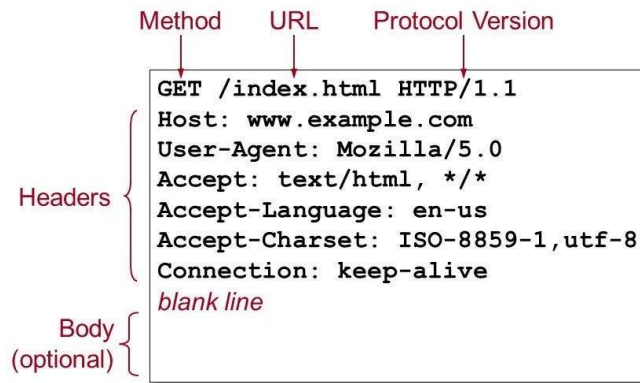 Method URL Protocol Version
GET /index.html HTTP/1.1
Host: www.example.com
User-Agent: Mozilla/5.0
Accept: text/html, */*
Headers
Accept-Language: en-us
Accept-Charset: ISO-8859-1,utf-8
Connection: keep-alive
blank line
Body
(optional)